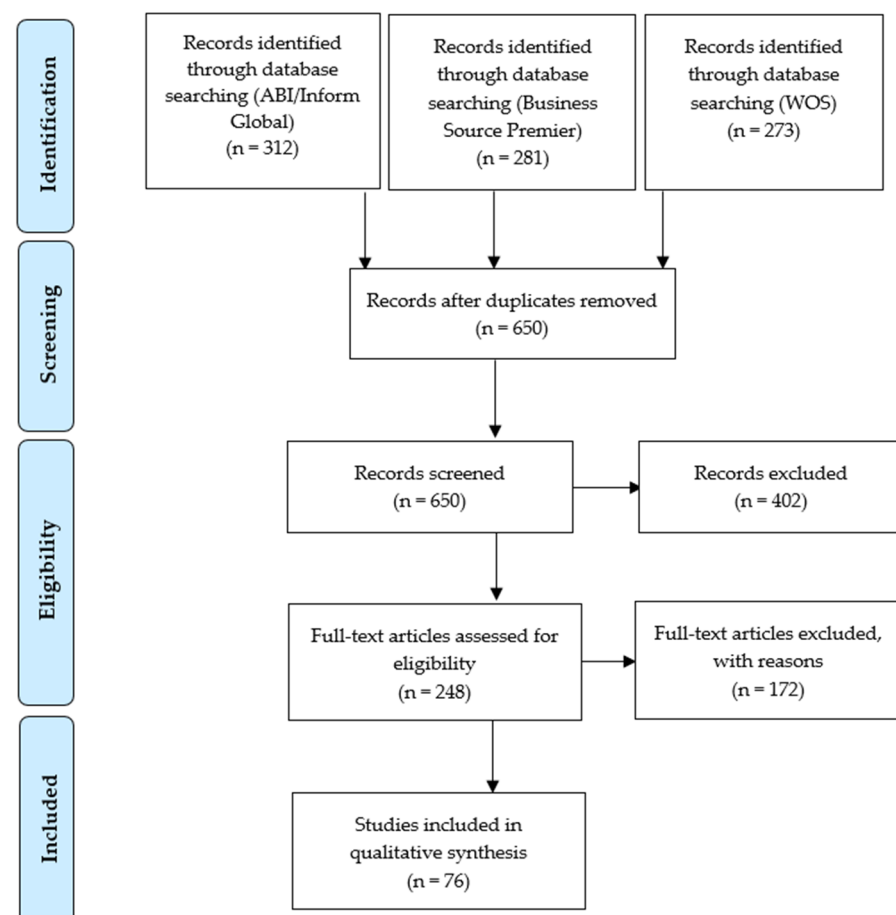 Identification
Records identified
through database
searching (ABI/Inform
Global)
(n = 312)
Records identified
through database
searching (Business
Source Premier)
(n = 281)
Records identified
through database
searching (WOS)
(n = 273)
Screening
Records after duplicates removed
(n = 650)
Eligibility
Records screened
(n = 650)
Records excluded
(n = 402)
Full-text articles assessed for
eligibility
(n = 248)
Full-text articles excluded,
with reasons
(n = 172)
Included
Studies included in
qualitative synthesis
(n = 76)